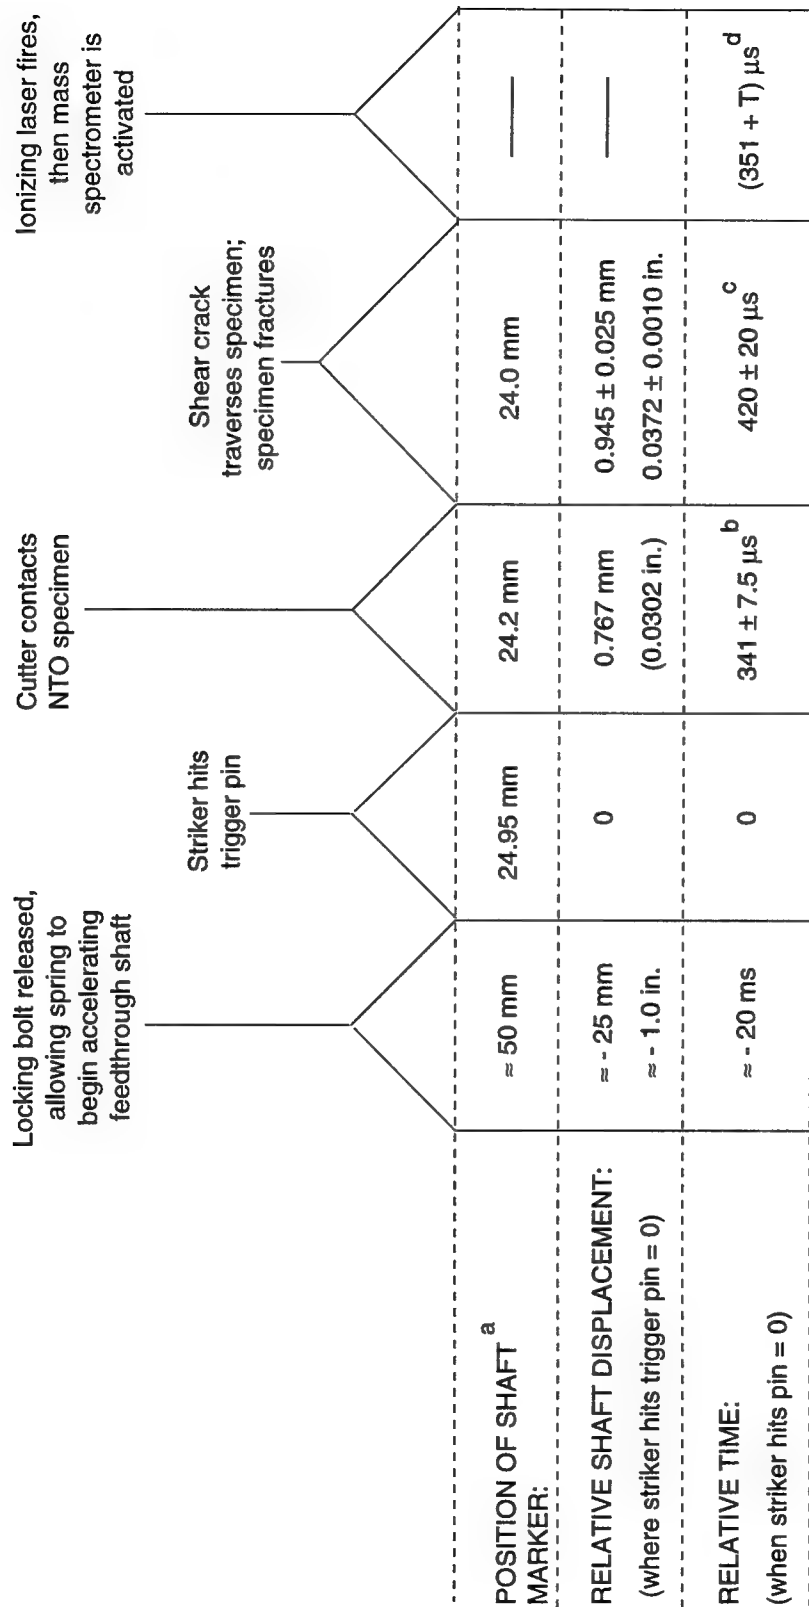 Locking bolt released,
allowing spring to
begin accelerating
feedthrough shaft
Striker hits
trigger pin
Cutter contacts
NTO specimen
Shear crack
traverses specimen;
specimen fractures
Ionizing laser fires,
then mass
spectrometer is
activated
POSITION OF SHAFT a
MARKER:
≈ 50 mm
24.95 mm
24.2 mm
24.0 mm
RELATIVE SHAFT DISPLACEMENT:
(where striker hits trigger pin = 0)
≈ - 25 mm
≈ - 1.0 in.
0
0.767 mm
(0.0302 in.)
0.945 ± 0.025 mm
0.0372 ± 0.0010 in.
RELATIVE TIME:
(when striker hits pin = 0)
≈ - 20 ms
0
341 ± 7.5 μs b
420 ± 20 μs c
(351 + T) μs d